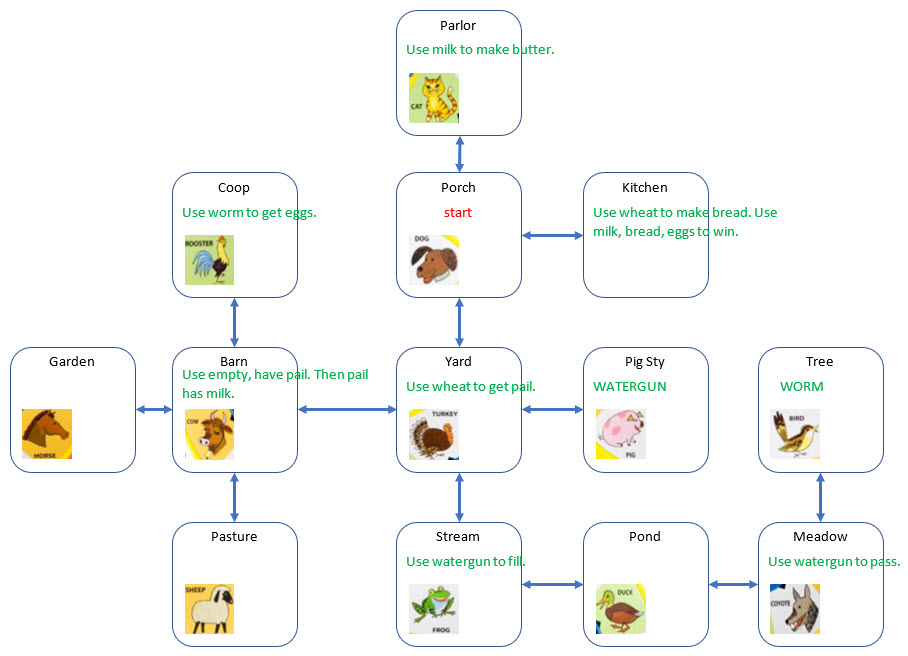 Parlor
Use milk to make butter.
CAT
Coop
Use worm to get eggs.
ROOSTER
Porch
start
DOG
Kitchen
Use wheat to make bread. Use
milk, bread, eggs to win.
Garden
HORSE
Barn
Use empty, have pail. Then pail
has milk.
COW
Yard
Use wheat to get pail.
TURKEY
Pig Sty
WATERGUN
PIG
Tree
WORM
BIRD
Pasture
SHEEP
Stream
Use watergun to fill.
FROG
Pond
DUCK
Meadow
Use watergun to pass.
COYOTE